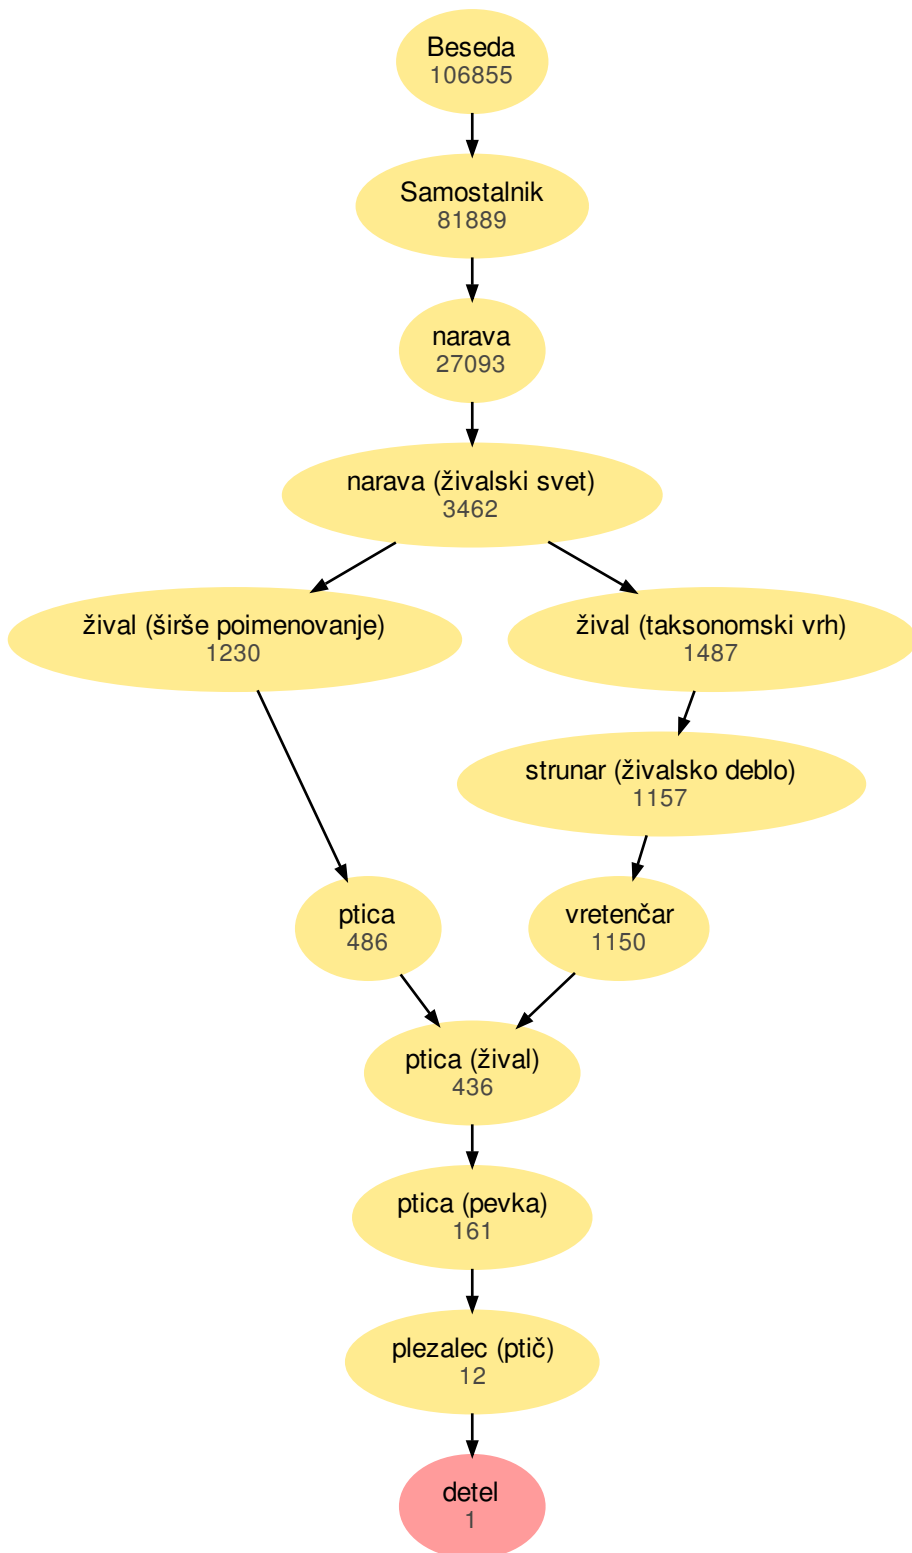 Beseda
106855
Samostalnik
81889
narava
27093
narava (živalski svet)
3462
žival (širše poimenovanje)
1230
žival (taksonomski vrh)
1487
strunar (živalsko deblo)
1157
ptica
486
vretenčar
1150
ptica (žival)
436
ptica (pevka)
161
plezalec (ptič)
12
detel
1